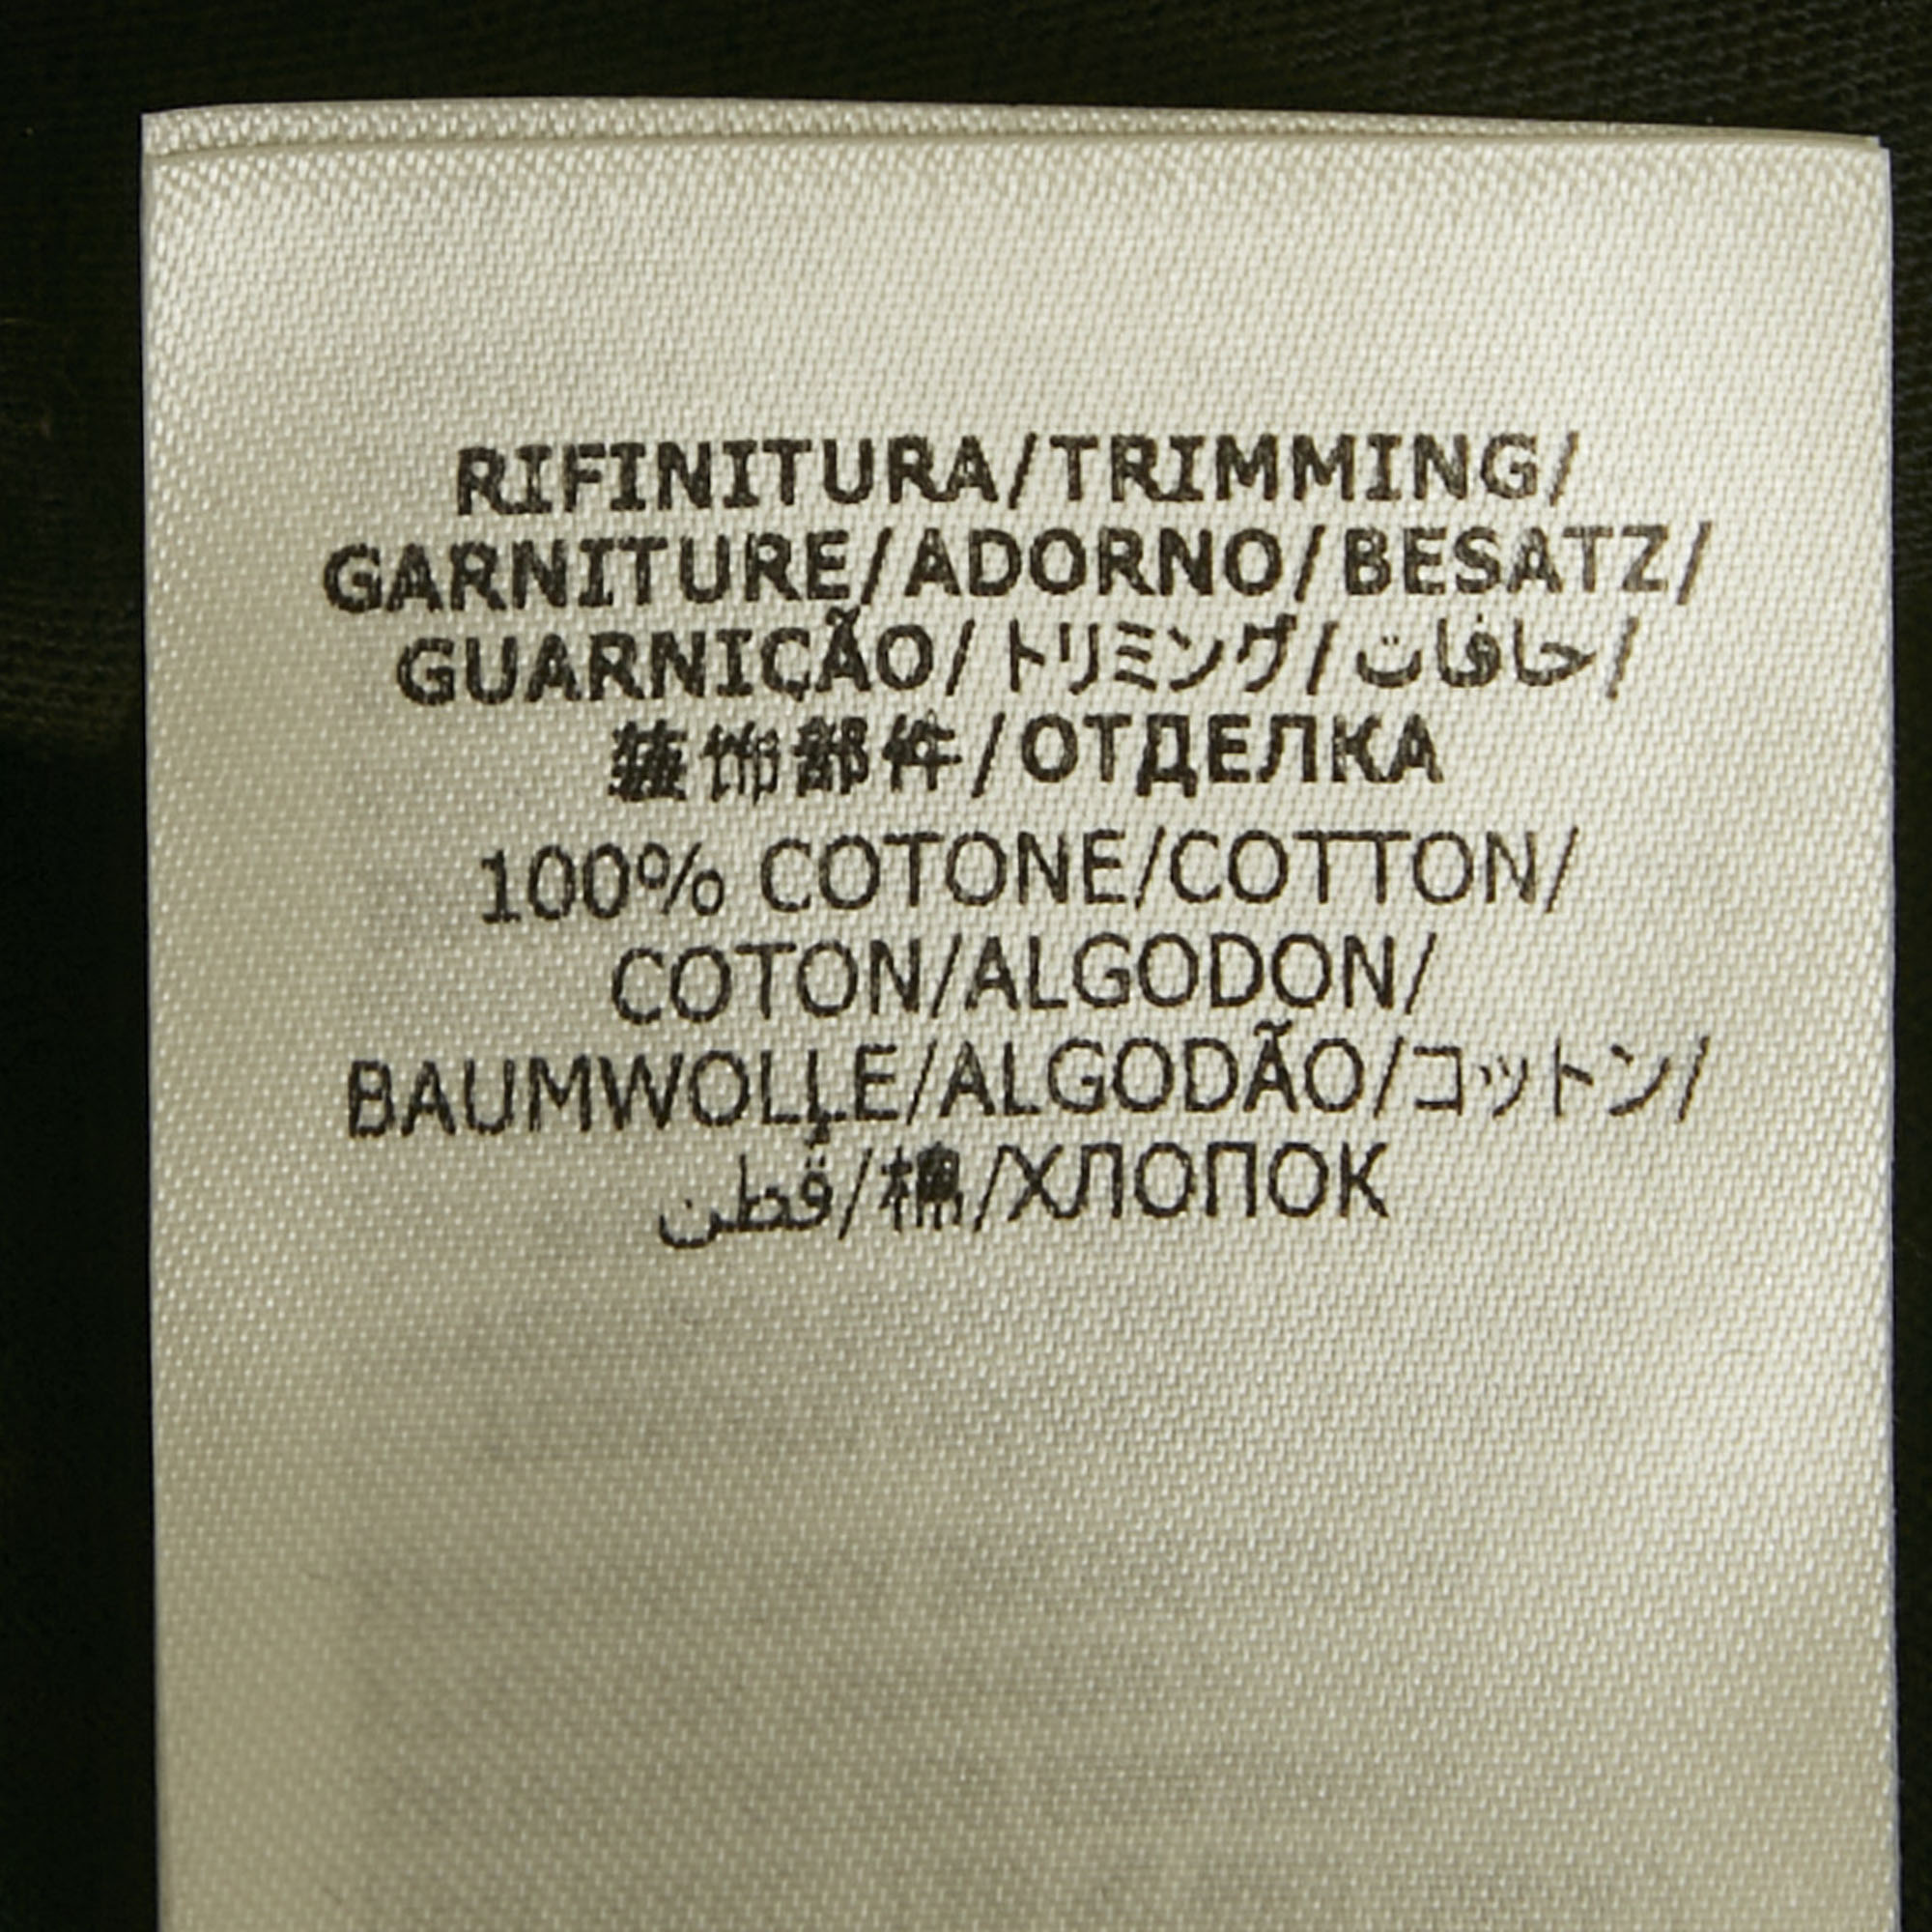 RIFINITURA/TRIMMING/
GARNITURE/ADORNO/BESATZ/
GUARNIÇÃO/トリミング/حافات/
装饰部件/ОТДЕЛКА
100% COTONE/COTTON/
COTON/ALGODON/
BAUMWOLLE/ALGODÃO/コットン/
قطن/棉/ХЛОПОК